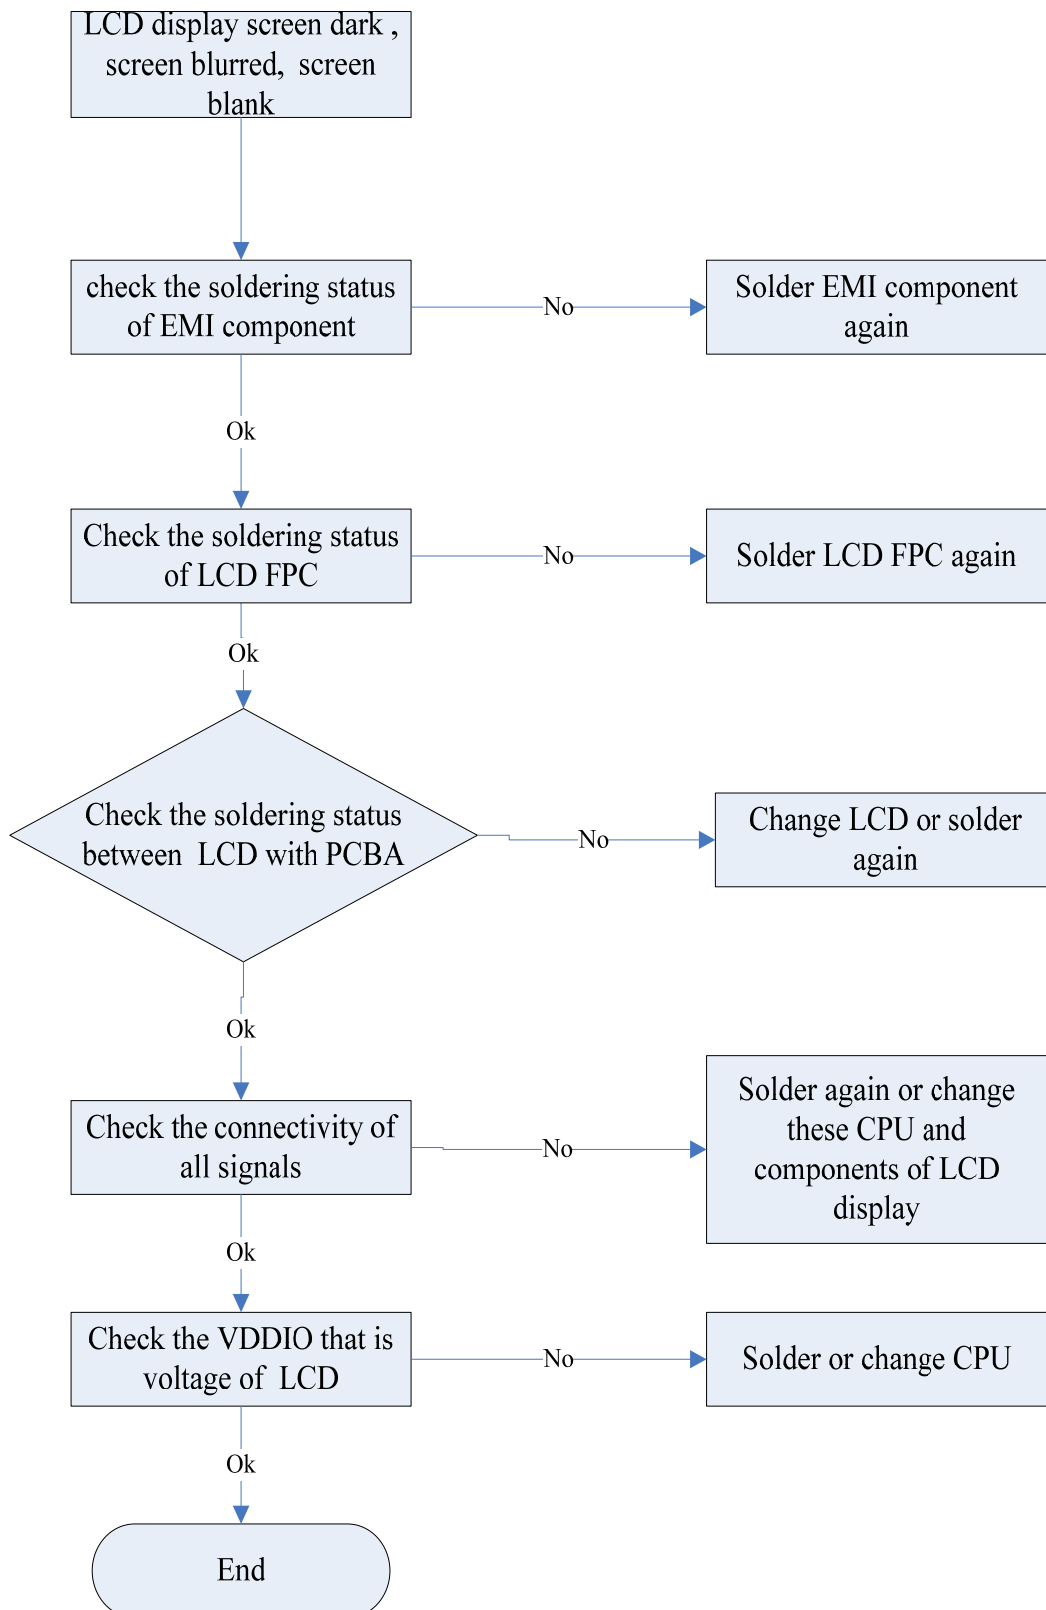 LCD display screen dark ,
screen blurred, screen
blank
check the soldering status
of EMI component
No
Solder EMI component
again
Ok
Check the soldering status
of LCD FPC
No
Solder LCD FPC again
Ok
Check the soldering status
between LCD with PCBA
No
Change LCD or solder
again
Ok
Check the connectivity of
all signals
No
Solder again or change
these CPU and
components of LCD
display
Ok
Check the VDDIO that is
voltage of LCD
No
Solder or change CPU
Ok
End